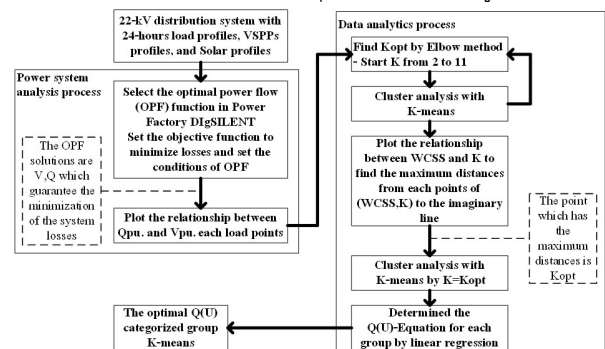 22-kV distribution system with
24-hours load profiles, VSPPs
profiles, and Solar profiles
Power system
analysis process
Select the optimal power flow
(OPF) function in Power
Factory DIgSILENT
Set the objective function to
minimize losses and set the
conditions of OPF
The OPF
solutions are
V,Q which
guarantee the
minimization
of the system
losses
Plot the relationship between
Qpu. and Vpu. each load points
Data analytics process
Find Kopt by Elbow method
- Start K from 2 to 11
Cluster analysis with
K-means
Plot the relationship
between WCSS and K to
find the maximum distances
from each points of
(WCSS,K) to the imaginary
line
The point
which has
the
maximum
distances is
Kopt
Cluster analysis with
K-means by K=Kopt
Determined the
Q(U)-Equation for each
group by linear regression
The optimal Q(U)
categorized group
K-means